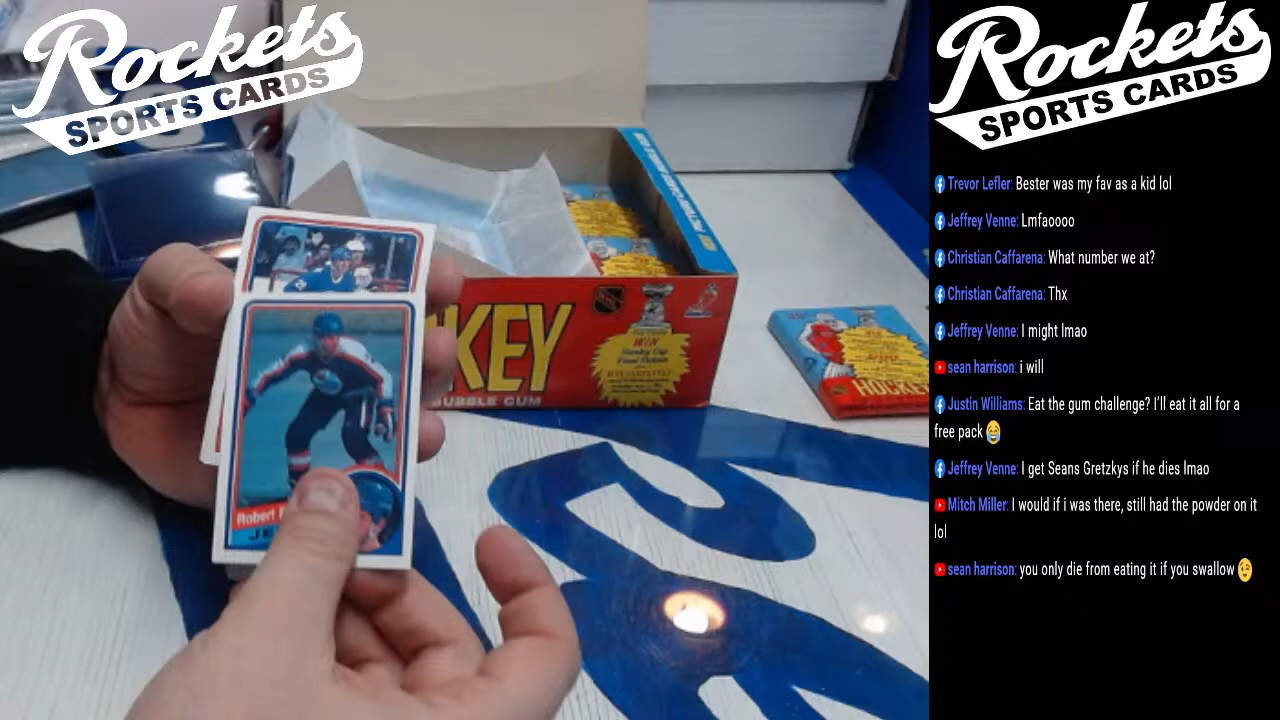 Rockets
SPORTS CARDS
Rockets
SPORTS CARDS
Trevor Lefler: Bester was my fav as a kid lol
Jeffrey Venne: Lmfaoooo
Christian Caffarena: What number we at?
Christian Caffarena: Thx
Jeffrey Venne: I might lmao
sean harrison: i will
Justin Williams: Eat the gum challenge? I'll eat it all for a
free pack 😂
Jeffrey Venne: I get Seans Gretzkys if he dies lmao
Mitch Miller: I would if i was there, still had the powder on it
lol
sean harrison: you only die from eating it if you swallow 😉
KEY
BUBBLE GUM
WIN
Stanley Cup
HOCKEY
Robert